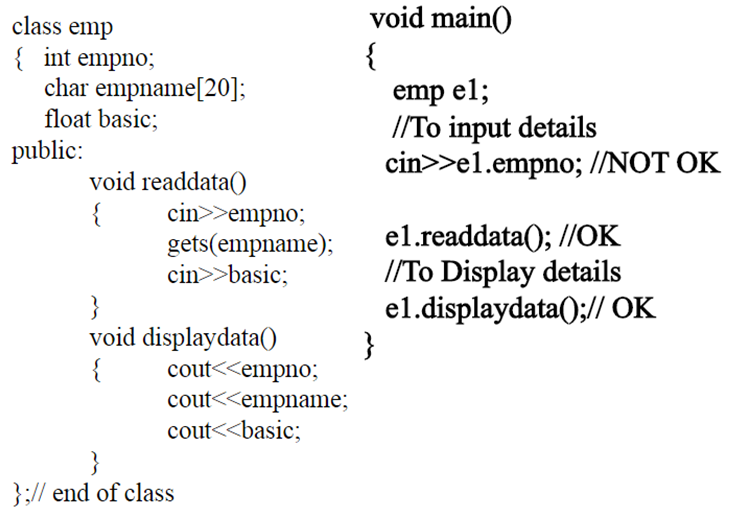 class emp
{ int empno;
char empname[20];
float basic;
public:
void readdata()
{ cin>>empno;
gets(empname);
cin>>basic;
}
void displaydata()
{ cout<<empno;
cout<<empname;
cout<<basic;
}
};// end of class
void main()
{
emp e1;
//To input details
cin>>e1.empno; //NOT OK
e1.readdata(); //OK
//To Display details
e1.displaydata();// OK
}